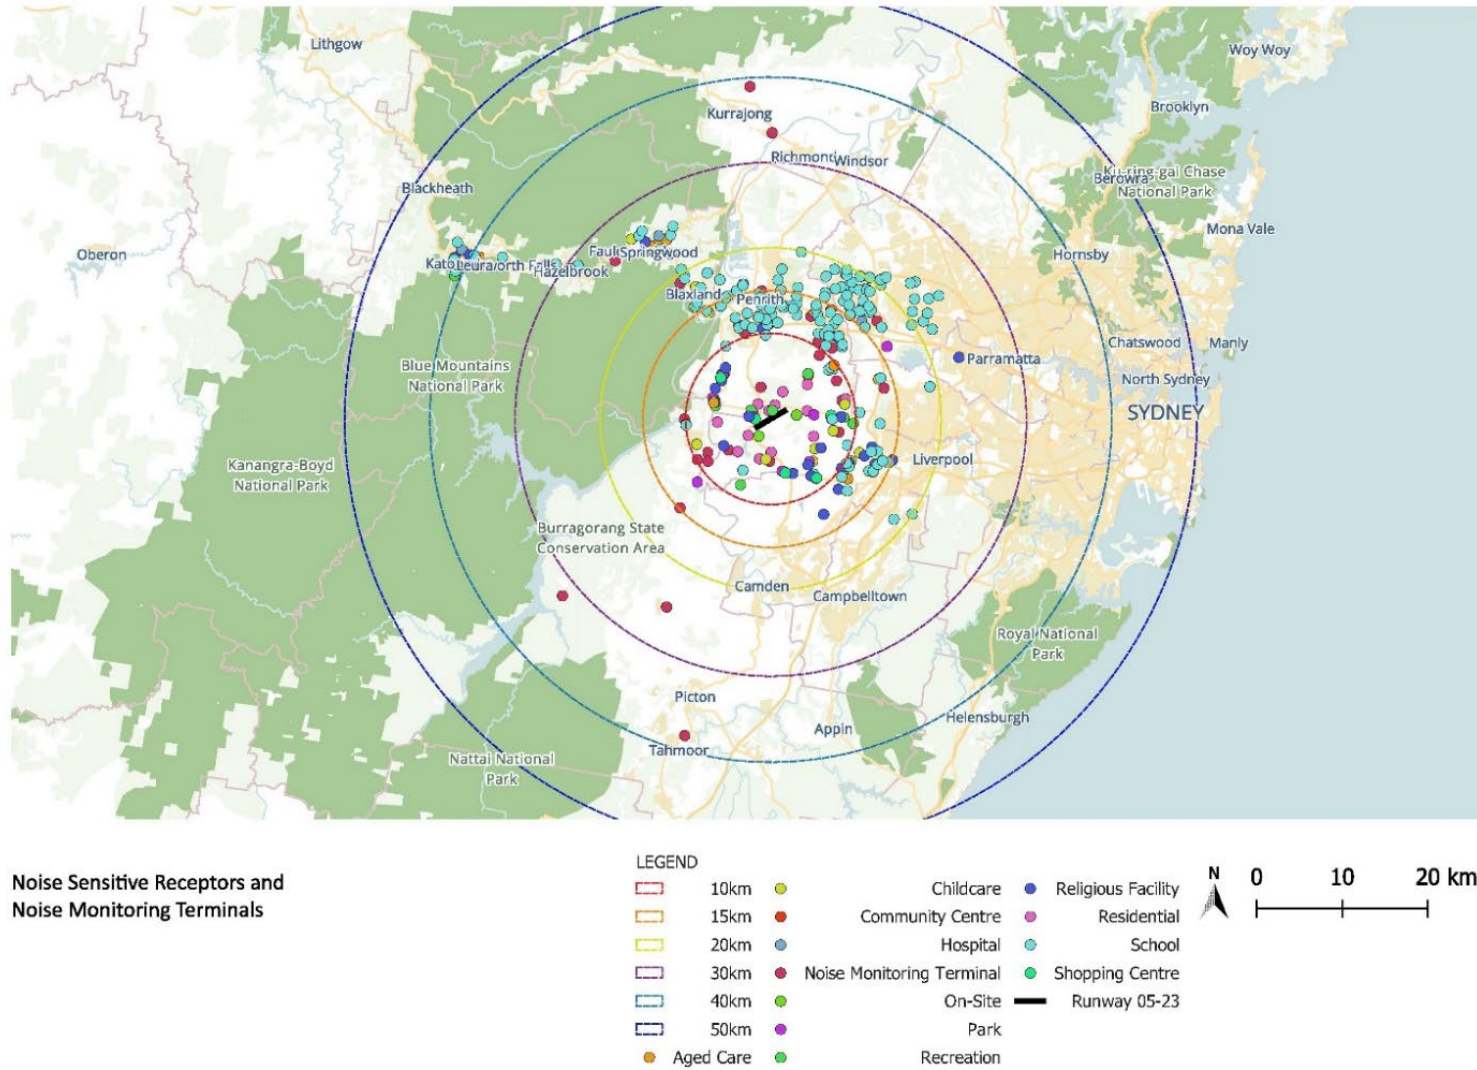 Lithgow
Woy Woy
Brooklyn
Kurrajong
Richmond
Windsor
Ku-ring-gai Chase
National Park
Berowra
Blackheath
Mona Vale
Oberon
Hornsby
Springwood
Leura
Hazelbrook
Blaxland
Penrith
Parramatta
Chatswood
Manly
Blue Mountains
National Park
North Sydney
SYDNEY
Kanangra-Boyd
National Park
Liverpool
Burragorang State
Conservation Area
Camden
Campbelltown
Royal National
Park
Picton
Helensburgh
Appin
Tahmoor
Nattai National
Park
Noise Sensitive Receptors and
Noise Monitoring Terminals
LEGEND
10km
15km
20km
30km
40km
50km
Aged Care
Childcare
Community Centre
Hospital
Noise Monitoring Terminal
On-Site
Park
Recreation
Religious Facility
Residential
School
Shopping Centre
Runway 05-23
N
0 10 20 km